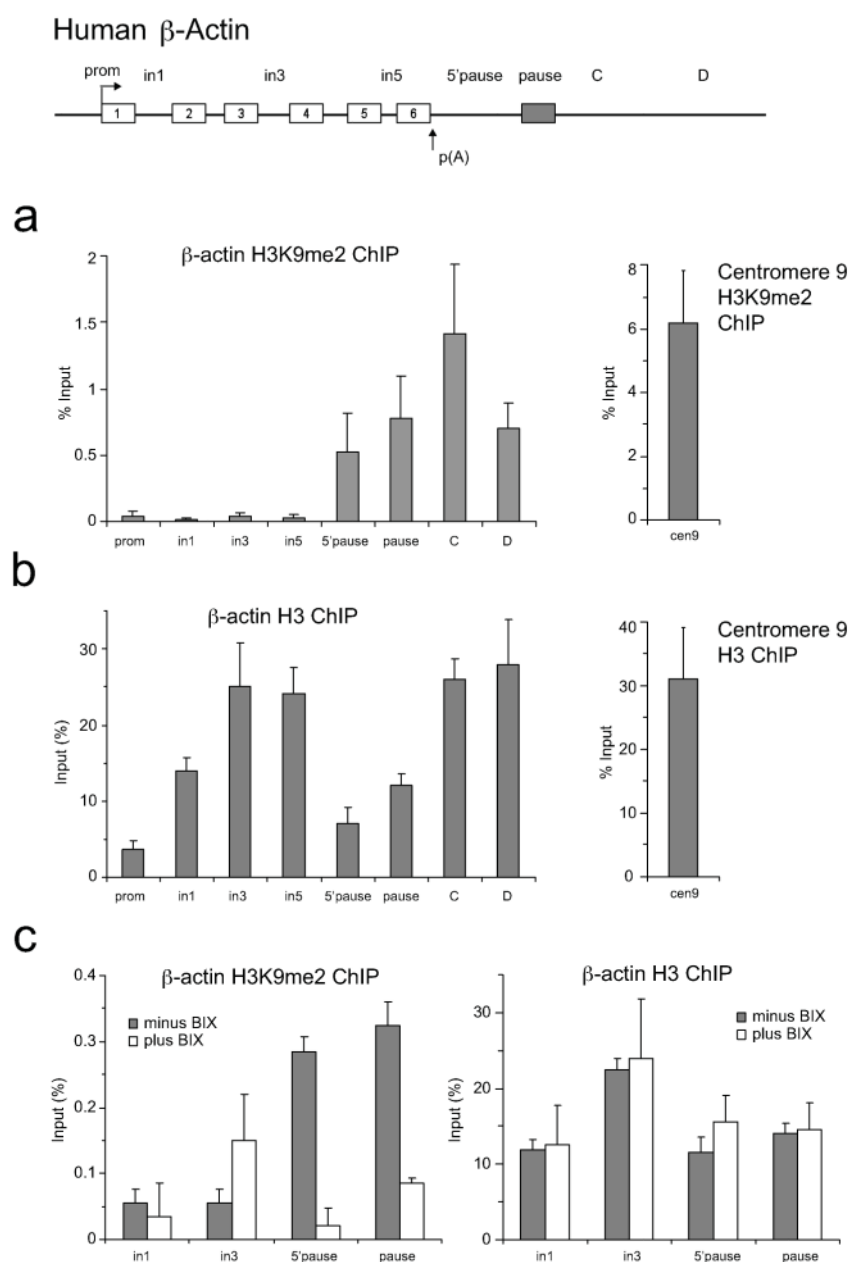 Human β-Actin
prom in1 in3 in5 5'pause pause C D
1 2 3 4 5 6
p(A)
a
β-actin H3K9me2 ChIP
% Input
2
1.5
1
0.5
0
prom in1 in3 in5 5'pause pause C D
Centromere 9
H3K9me2
ChIP
% Input
8
6
4
2
0
cen9
b
β-actin H3 ChIP
Input (%)
30
20
10
0
prom in1 in3 in5 5'pause pause C D
Centromere 9
H3 ChIP
% Input
40
30
20
10
0
cen9
c
β-actin H3K9me2 ChIP
minus BIX
plus BIX
Input (%)
0.4
0.3
0.2
0.1
0
in1 in3 5'pause pause
β-actin H3 ChIP
minus BIX
plus BIX
Input (%)
30
20
10
0
in1 in3 5'pause pause